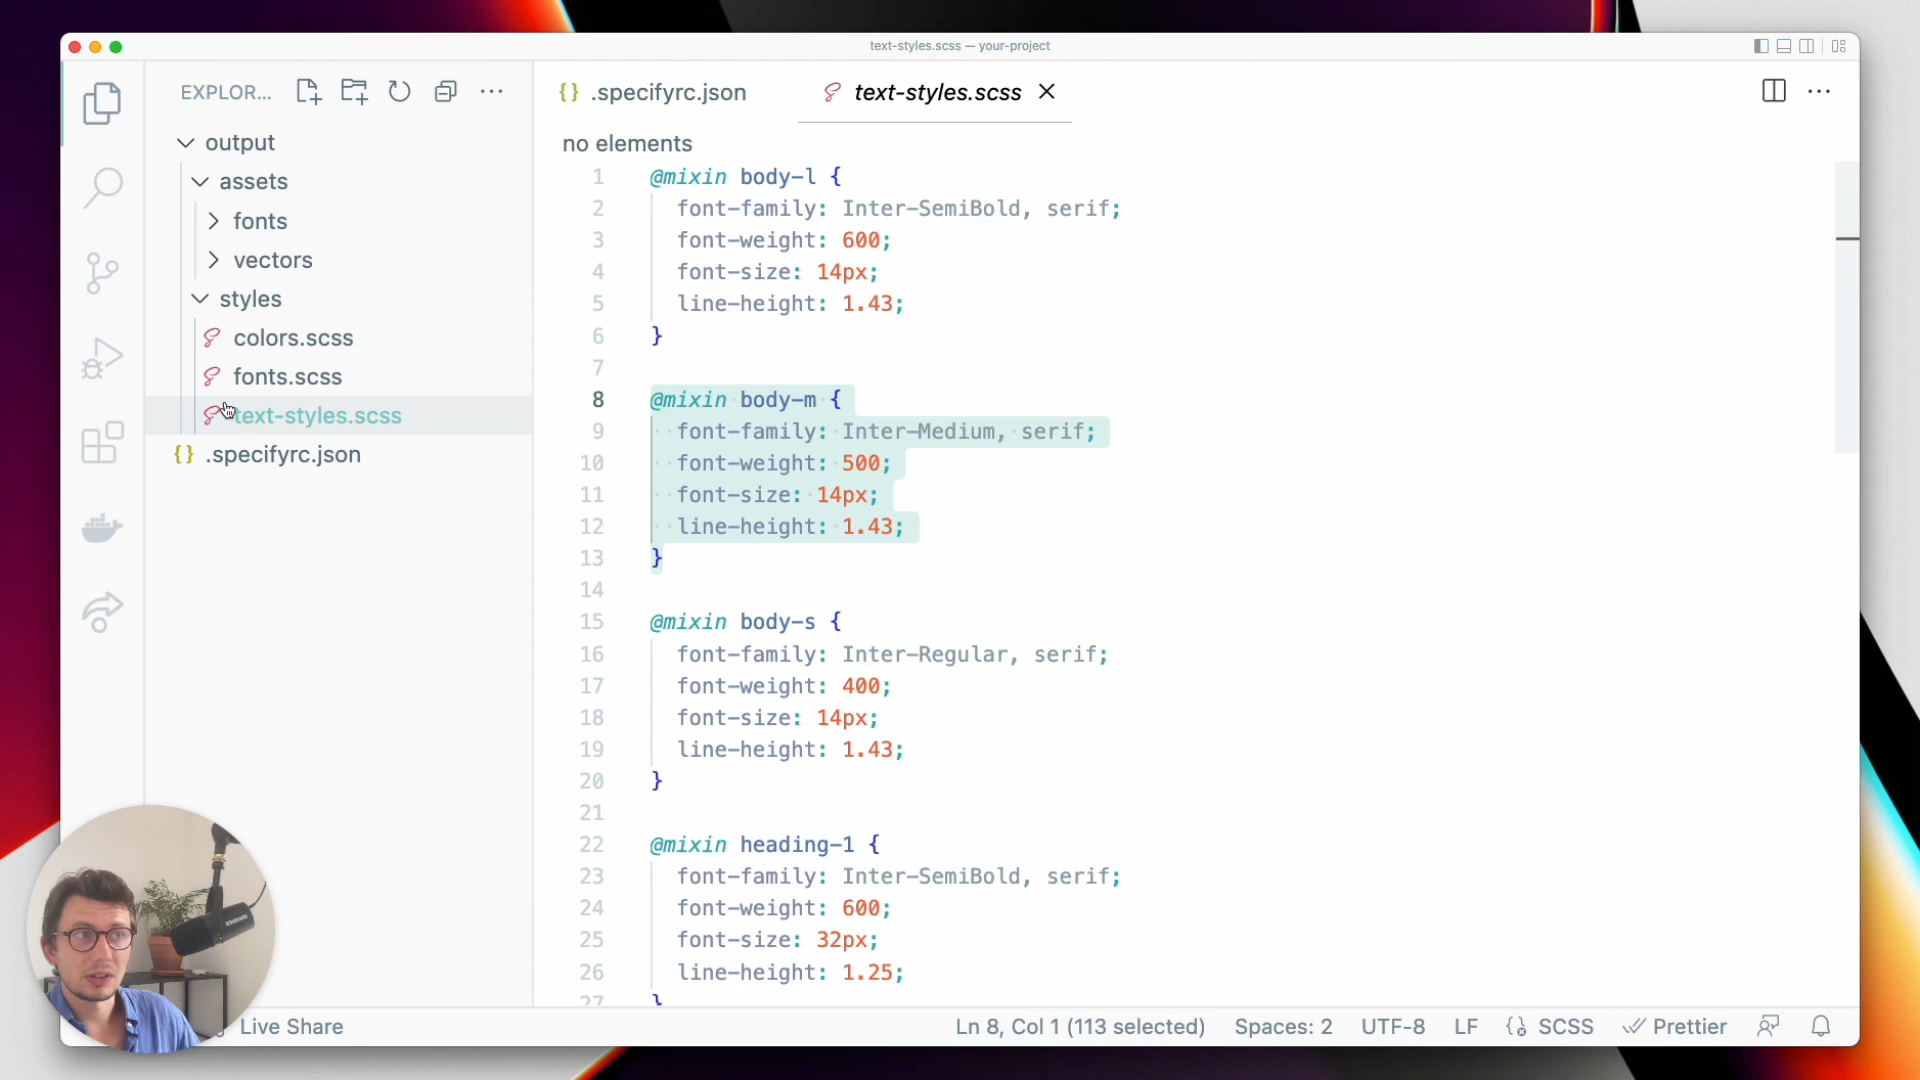 text-styles.scss — your-project
EXPLOR...
{} .specifyrc.json
text-styles.scss
no elements
output
assets
fonts
vectors
styles
colors.scss
fonts.scss
text-styles.scss
{} .specifyrc.json
1 @mixin body-l {
2 font-family: Inter-SemiBold, serif;
3 font-weight: 600;
4 font-size: 14px;
5 line-height: 1.43;
6 }
7
8 @mixin body-m {
9 font-family: Inter-Medium, serif;
10 font-weight: 500;
11 font-size: 14px;
12 line-height: 1.43;
13 }
14
15 @mixin body-s {
16 font-family: Inter-Regular, serif;
17 font-weight: 400;
18 font-size: 14px;
19 line-height: 1.43;
20 }
21
22 @mixin heading-1 {
23 font-family: Inter-SemiBold, serif;
24 font-weight: 600;
25 font-size: 32px;
26 line-height: 1.25;
27 }
Live Share
Ln 8, Col 1 (113 selected)
Spaces: 2
UTF-8
LF
SCSS
Prettier